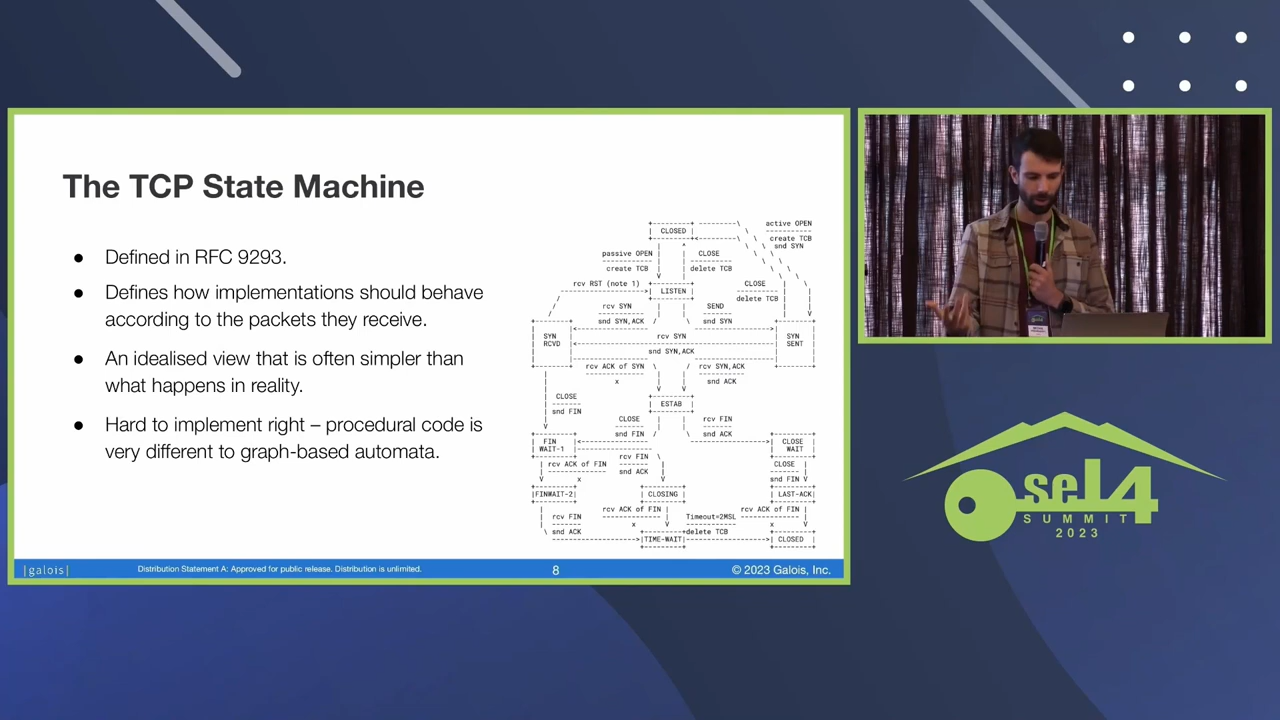 The TCP State Machine
● Defined in RFC 9293.
● Defines how implementations should behave
according to the packets they receive.
● An idealised view that is often simpler than
what happens in reality.
● Hard to implement right – procedural code is
very different to graph-based automata.
active OPEN
CLOSED
create TCB
snd SYN
passive OPEN
CLOSE
create TCB
delete TCB
rcv RST (note 1)
LISTEN
CLOSE
delete TCB
rcv SYN
SEND
snd SYN,ACK
snd SYN
SYN
RCVD
rcv SYN
SYN
SENT
snd SYN,ACK
rcv ACK of SYN
rcv SYN,ACK
x
snd ACK
CLOSE
snd FIN
ESTAB
CLOSE
rcv FIN
snd FIN
snd ACK
FIN
WAIT-1
CLOSE
WAIT
rcv FIN
rcv ACK of FIN
CLOSE
snd ACK
x
snd FIN V
FINWAIT-2
CLOSING
LAST-ACK
rcv ACK of FIN
rcv ACK of FIN
rcv FIN
Timeout=2MSL
x
x
snd ACK
delete TCB
TIME-WAIT
CLOSED
|galois|
Distribution Statement A: Approved for public release. Distribution is unlimited.
8
© 2023 Galois, Inc.
seL4
SUMMIT
2023